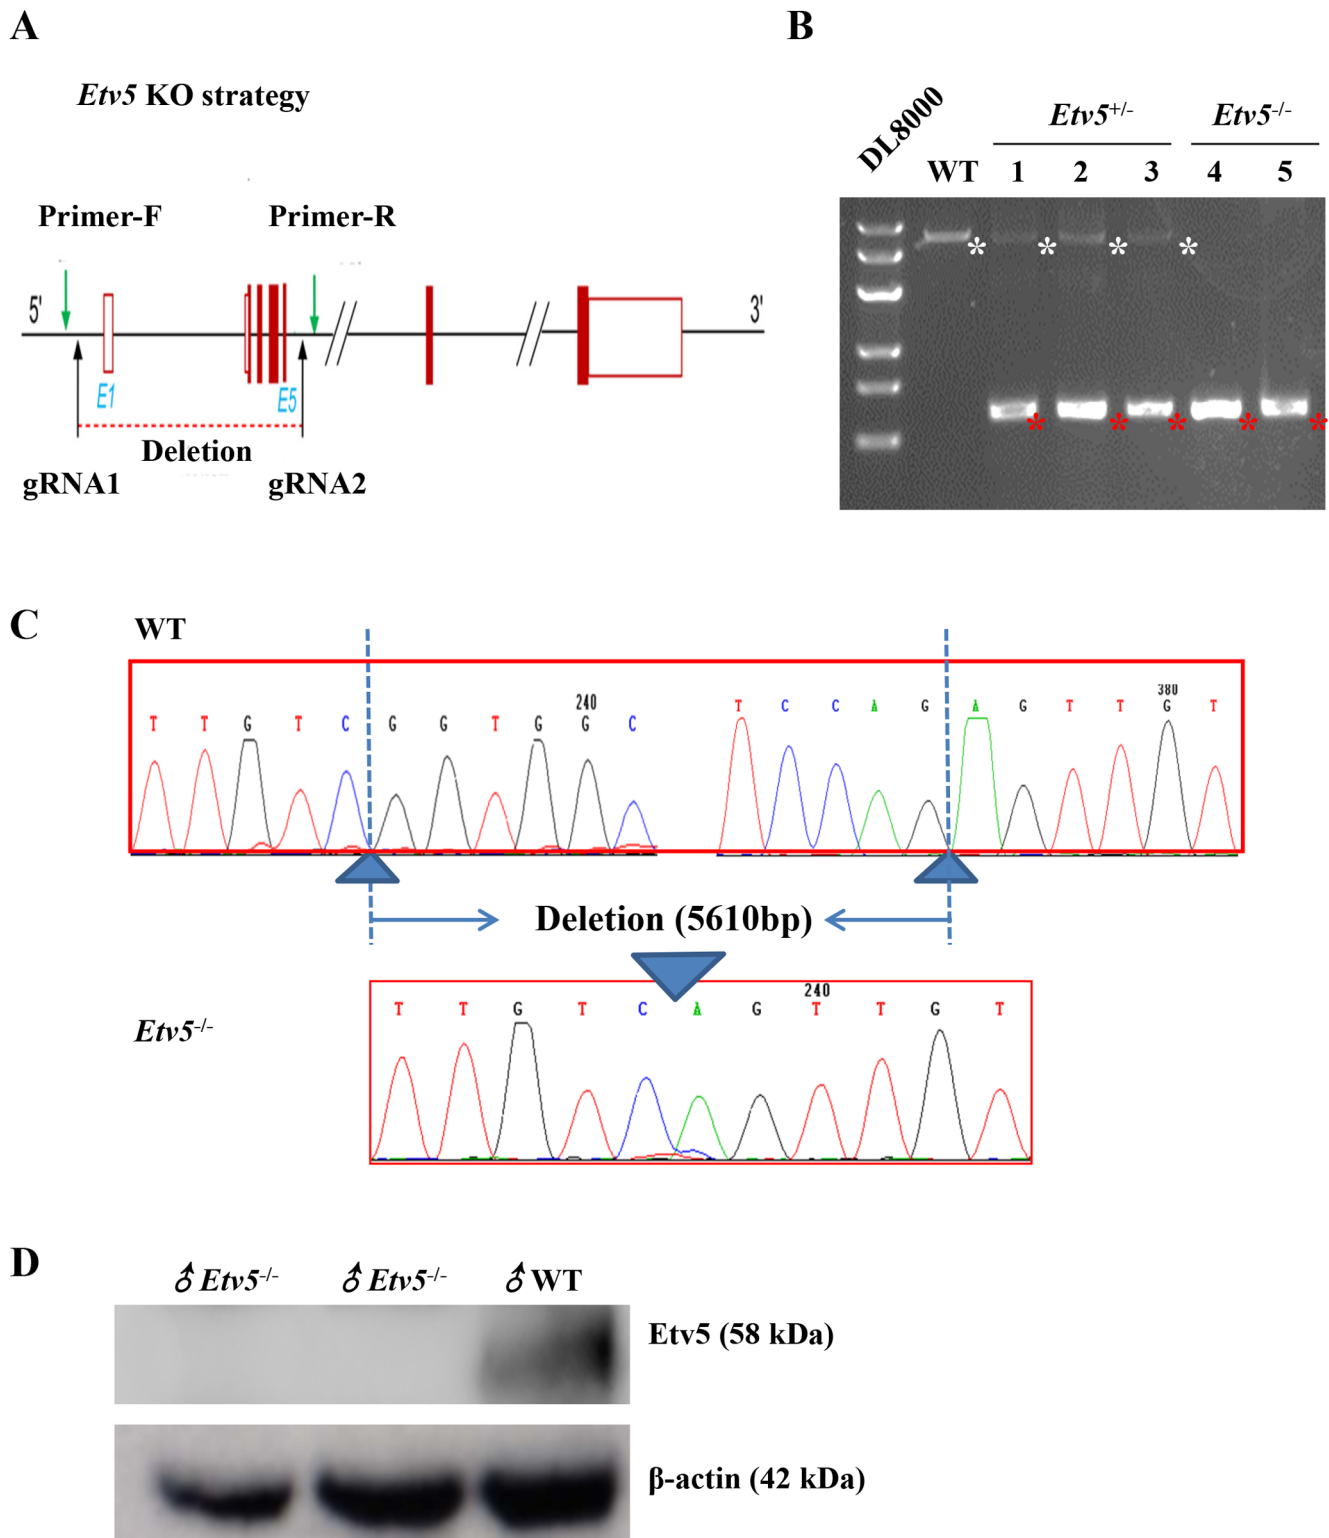 A
Etv5 KO strategy
Primer-F
Primer-R
5'
3'
E1
E5
Deletion
gRNA1
gRNA2
B
DL8000
Etv5+/-
Etv5-/-
WT
1
2
3
4
5
*
*
*
*
*
*
*
*
*
C
WT
240
380
T T G T C G G T G G C
T C C A G A G T T G T
Deletion (5610bp)
240
T T G T C A G T T G T
Etv5-/-
D
♂ Etv5-/-
♂ Etv5-/-
♂ WT
Etv5 (58 kDa)
β-actin (42 kDa)